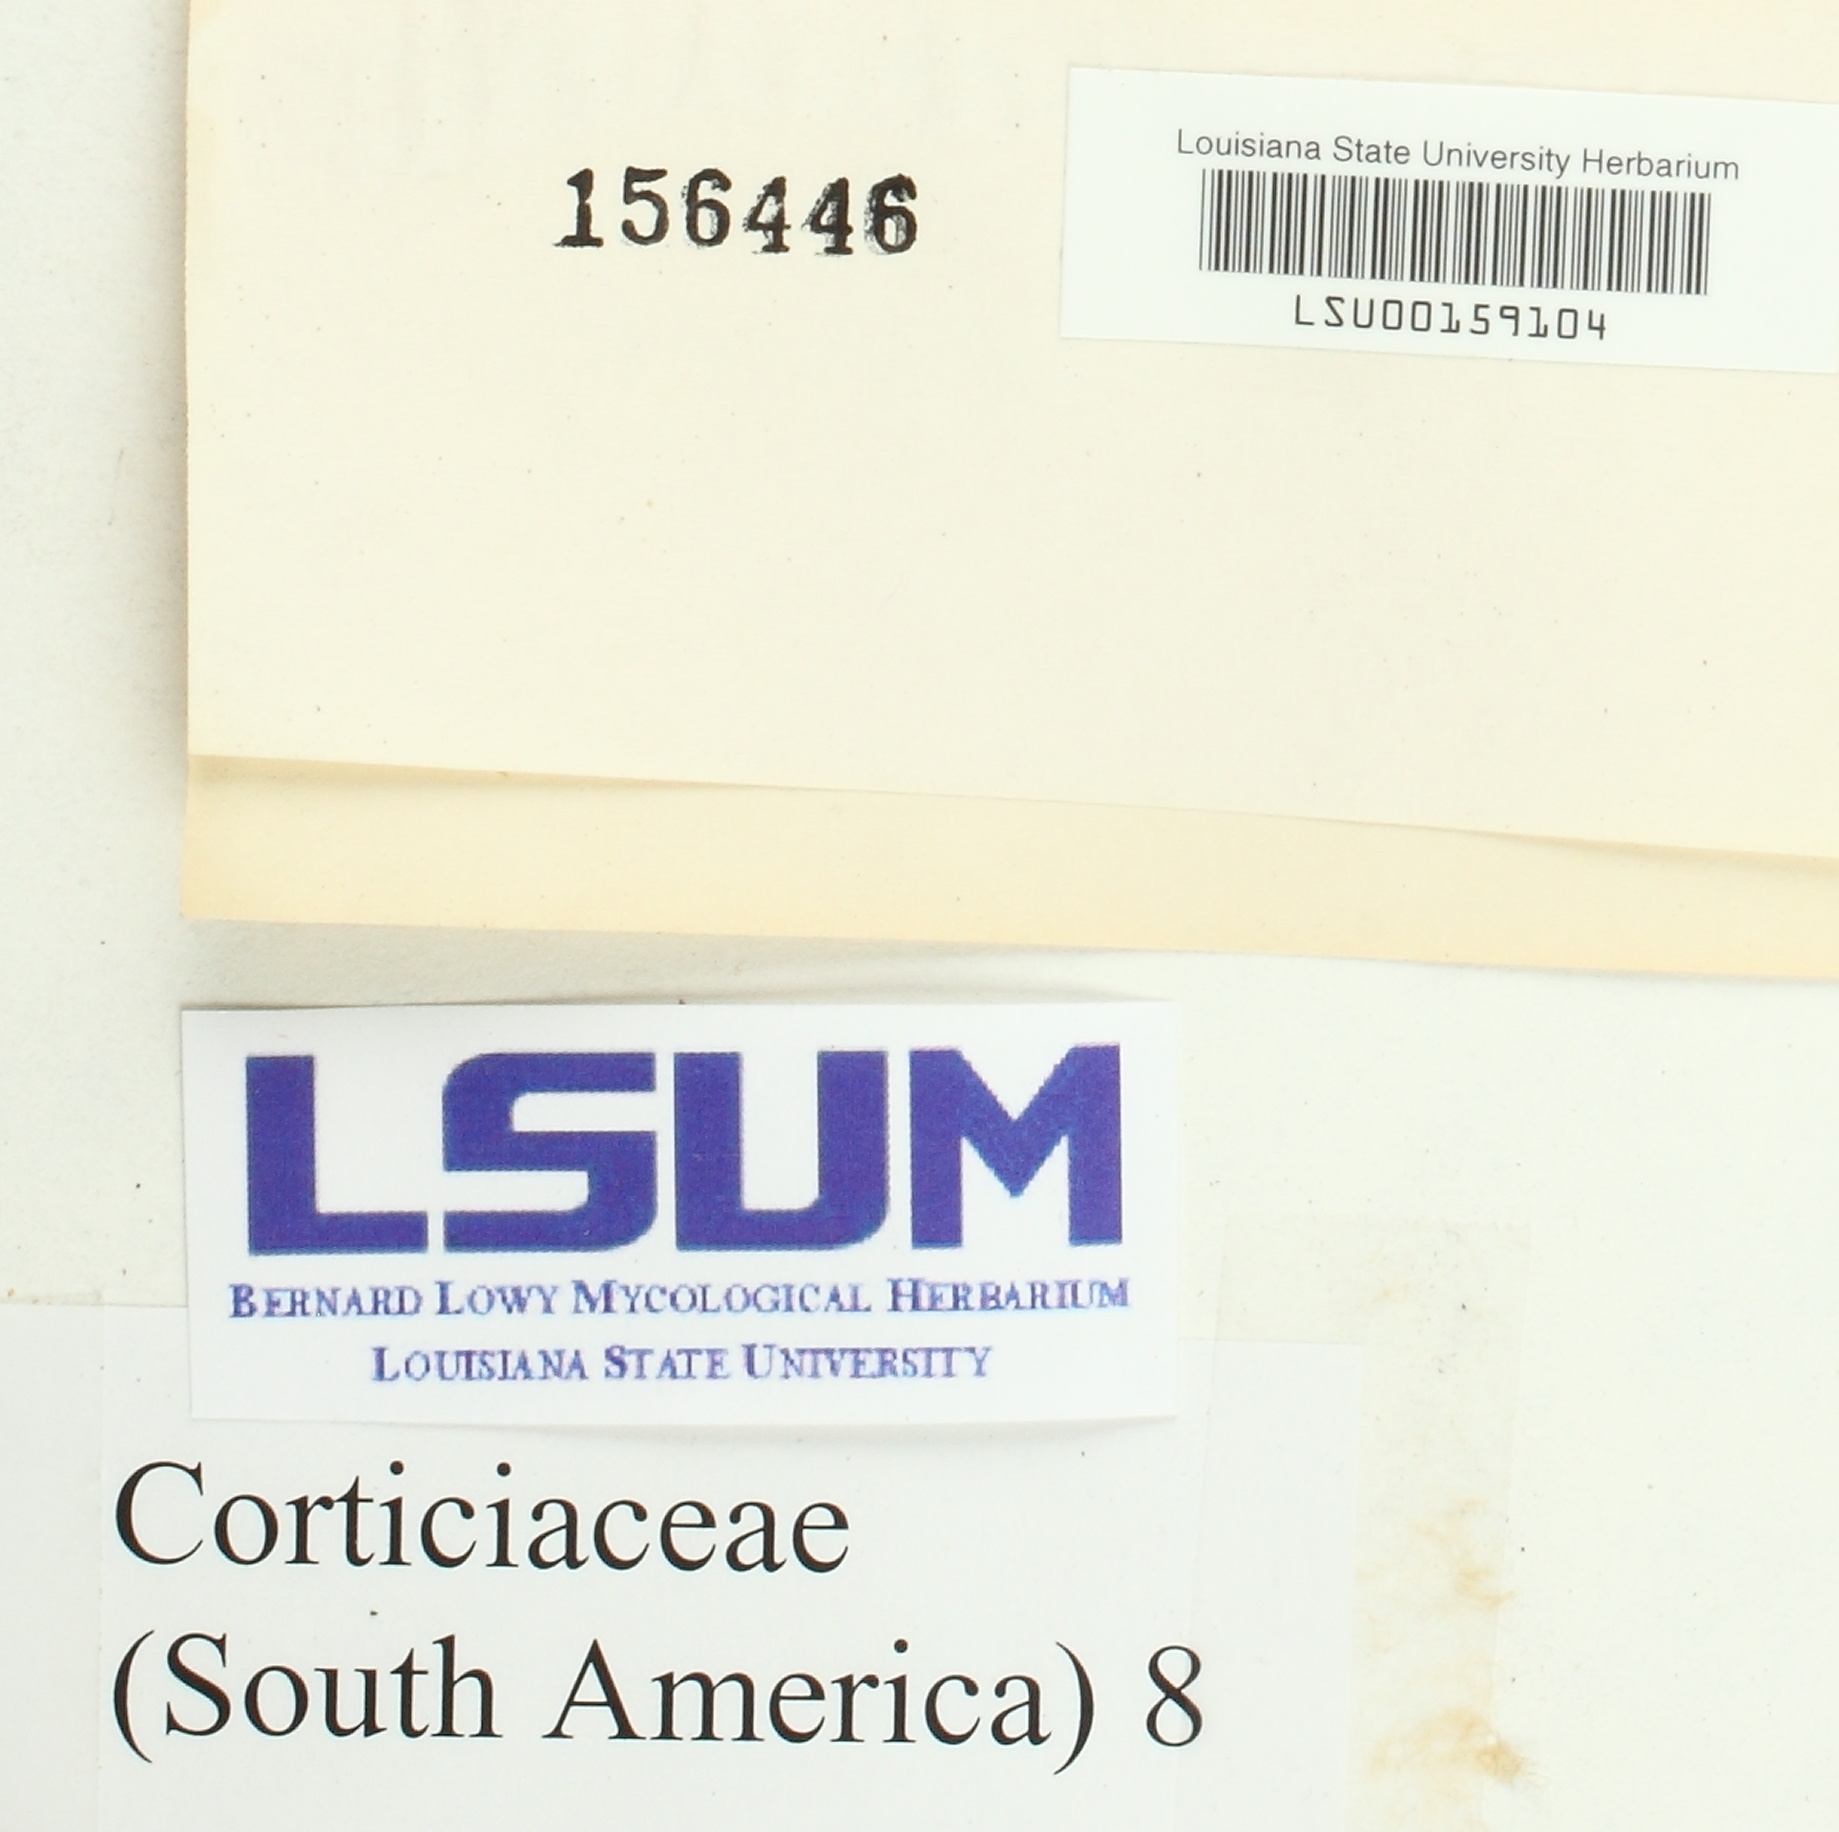 156446
Louisiana State University Herbarium
LSU00159104
LSUM
BERNARD LOWY MYCOLOGICAL HERBARIUM
LOUISIANA STATE UNIVERSITY
Corticiaceae
(South America) 8